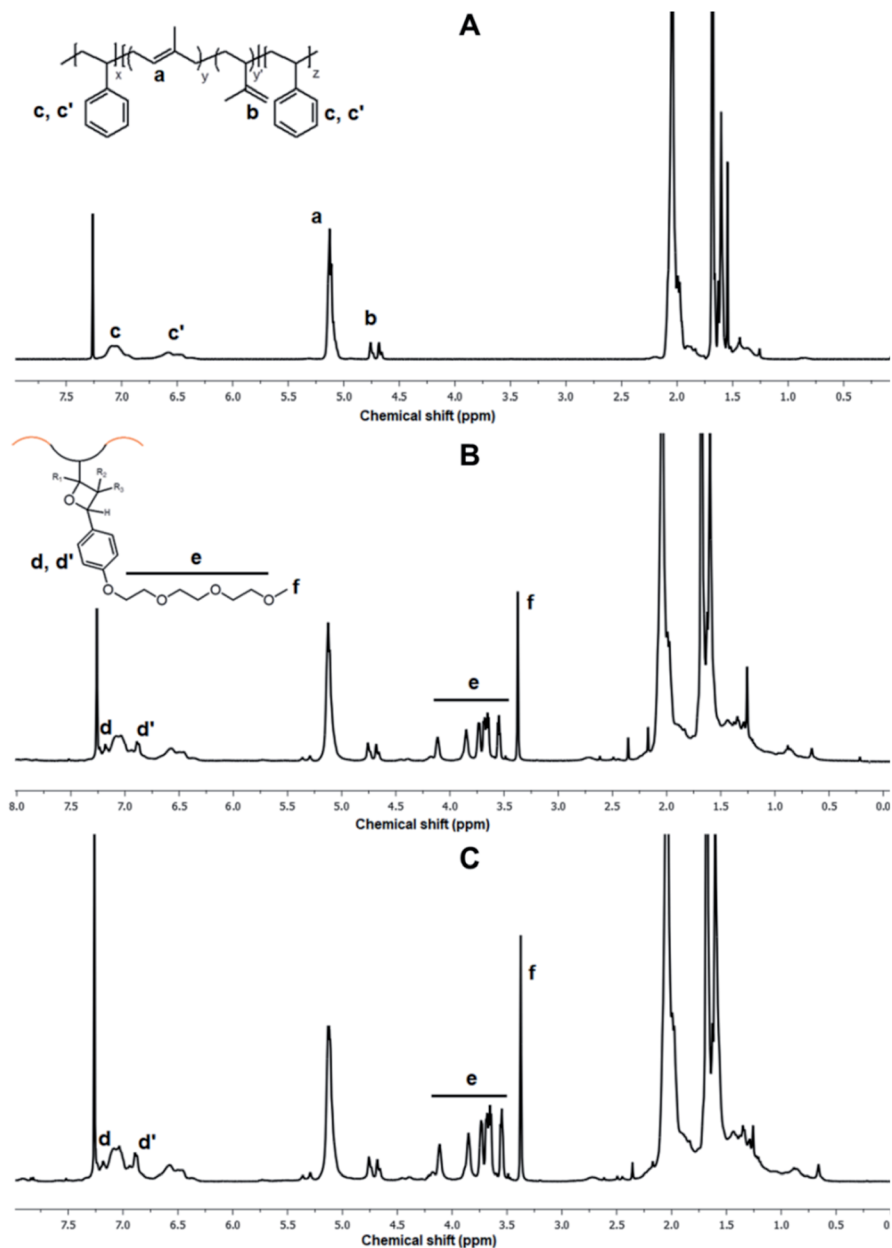 A
x
y
y'
z
a
b
c, c'
c, c'
a
b
c
c'
7.5 7.0 6.5 6.0 5.5 5.0 4.5 4.0 3.5 3.0 2.5 2.0 1.5 1.0 0.5
Chemical shift (ppm)
B
R1
R2
R3
O
H
d, d'
e
O
O
O
O
f
d
d'
e
f
8.0 7.5 7.0 6.5 6.0 5.5 5.0 4.5 4.0 3.5 3.0 2.5 2.0 1.5 1.0 0.5 0.0
Chemical shift (ppm)
C
d
d'
e
f
7.5 7.0 6.5 6.0 5.5 5.0 4.5 4.0 3.5 3.0 2.5 2.0 1.5 1.0 0.5 0.0
Chemical shift (ppm)